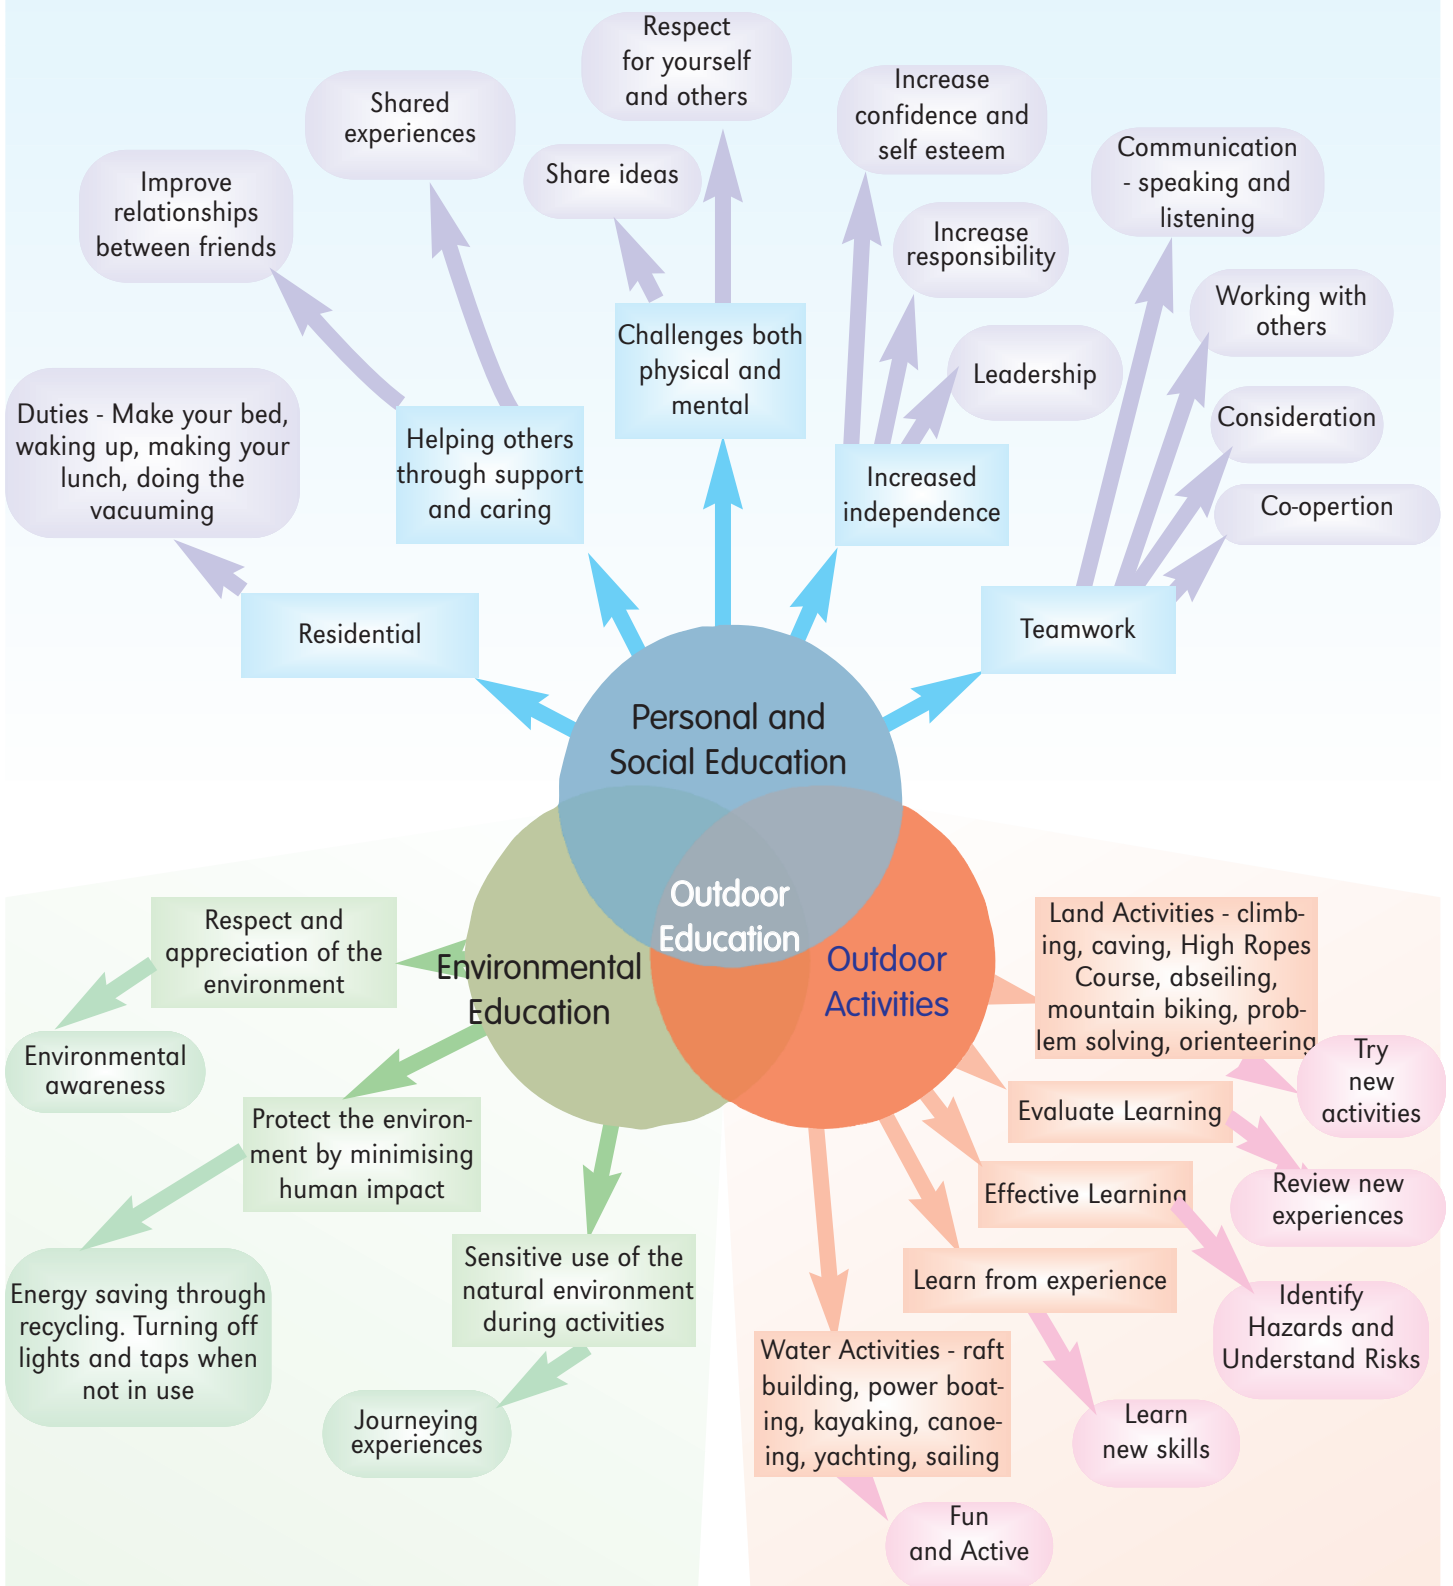 Respect
for yourself
and others
Shared
experiences
Increase
confidence and
self esteem
Share ideas
Communication
- speaking and
listening
Improve
relationships
between friends
Increase
responsibility
Working with
others
Challenges both
physical and
mental
Leadership
Duties - Make your bed,
waking up, making your
lunch, doing the
vacuuming
Helping others
through support
and caring
Consideration
Increased
independence
Co-opertion
Residential
Teamwork
Personal and
Social Education
Outdoor
Education
Environmental
Education
Outdoor
Activities
Respect and
appreciation of the
environment
Environmental
awareness
Protect the environ-
ment by minimising
human impact
Energy saving through
recycling. Turning off
lights and taps when
not in use
Sensitive use of the
natural environment
during activities
Journeying
experiences
Land Activities - climb-
ing, caving, High Ropes
Course, abseiling,
mountain biking, prob-
lem solving, orienteering
Try
new
activities
Evaluate Learning
Review new
experiences
Effective Learning
Identify
Hazards and
Understand Risks
Learn from experience
Learn
new skills
Water Activities - raft
building, power boat-
ing, kayaking, canoe-
ing, yachting, sailing
Fun
and Active